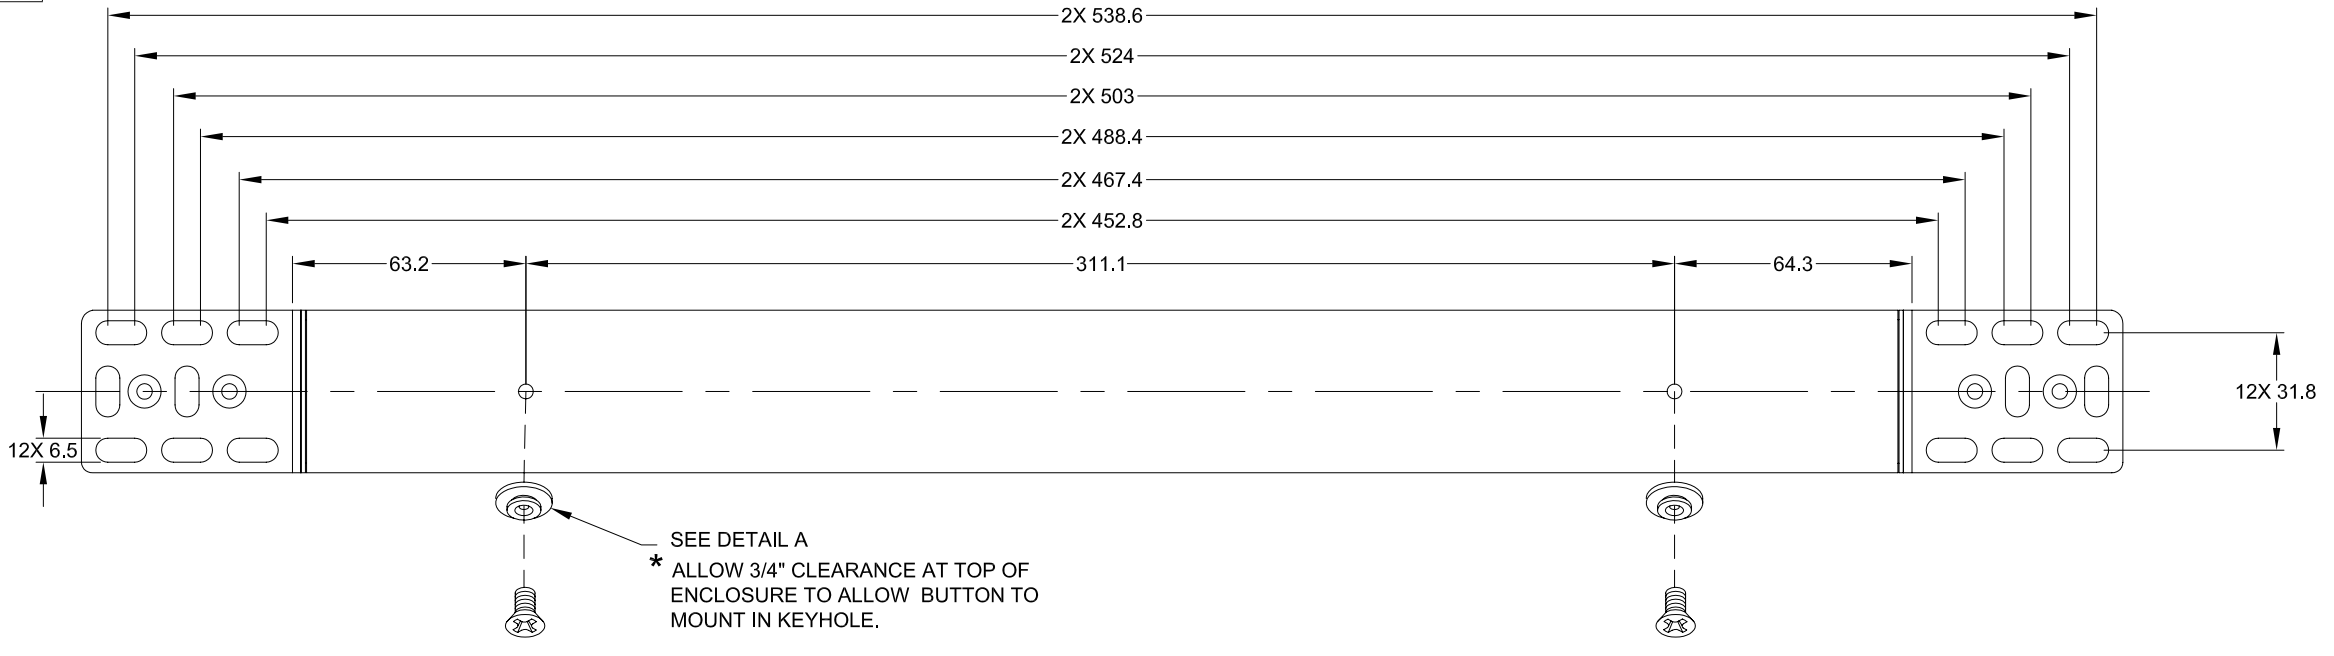 2X 538.6
2X 524
2X 503
2X 488.4
2X 467.4
2X 452.8
63.2 311.1 64.3
12X 31.8
12X 6.5
SEE DETAIL A
* ALLOW 3/4" CLEARANCE AT TOP OF
ENCLOSURE TO ALLOW BUTTON TO
MOUNT IN KEYHOLE.